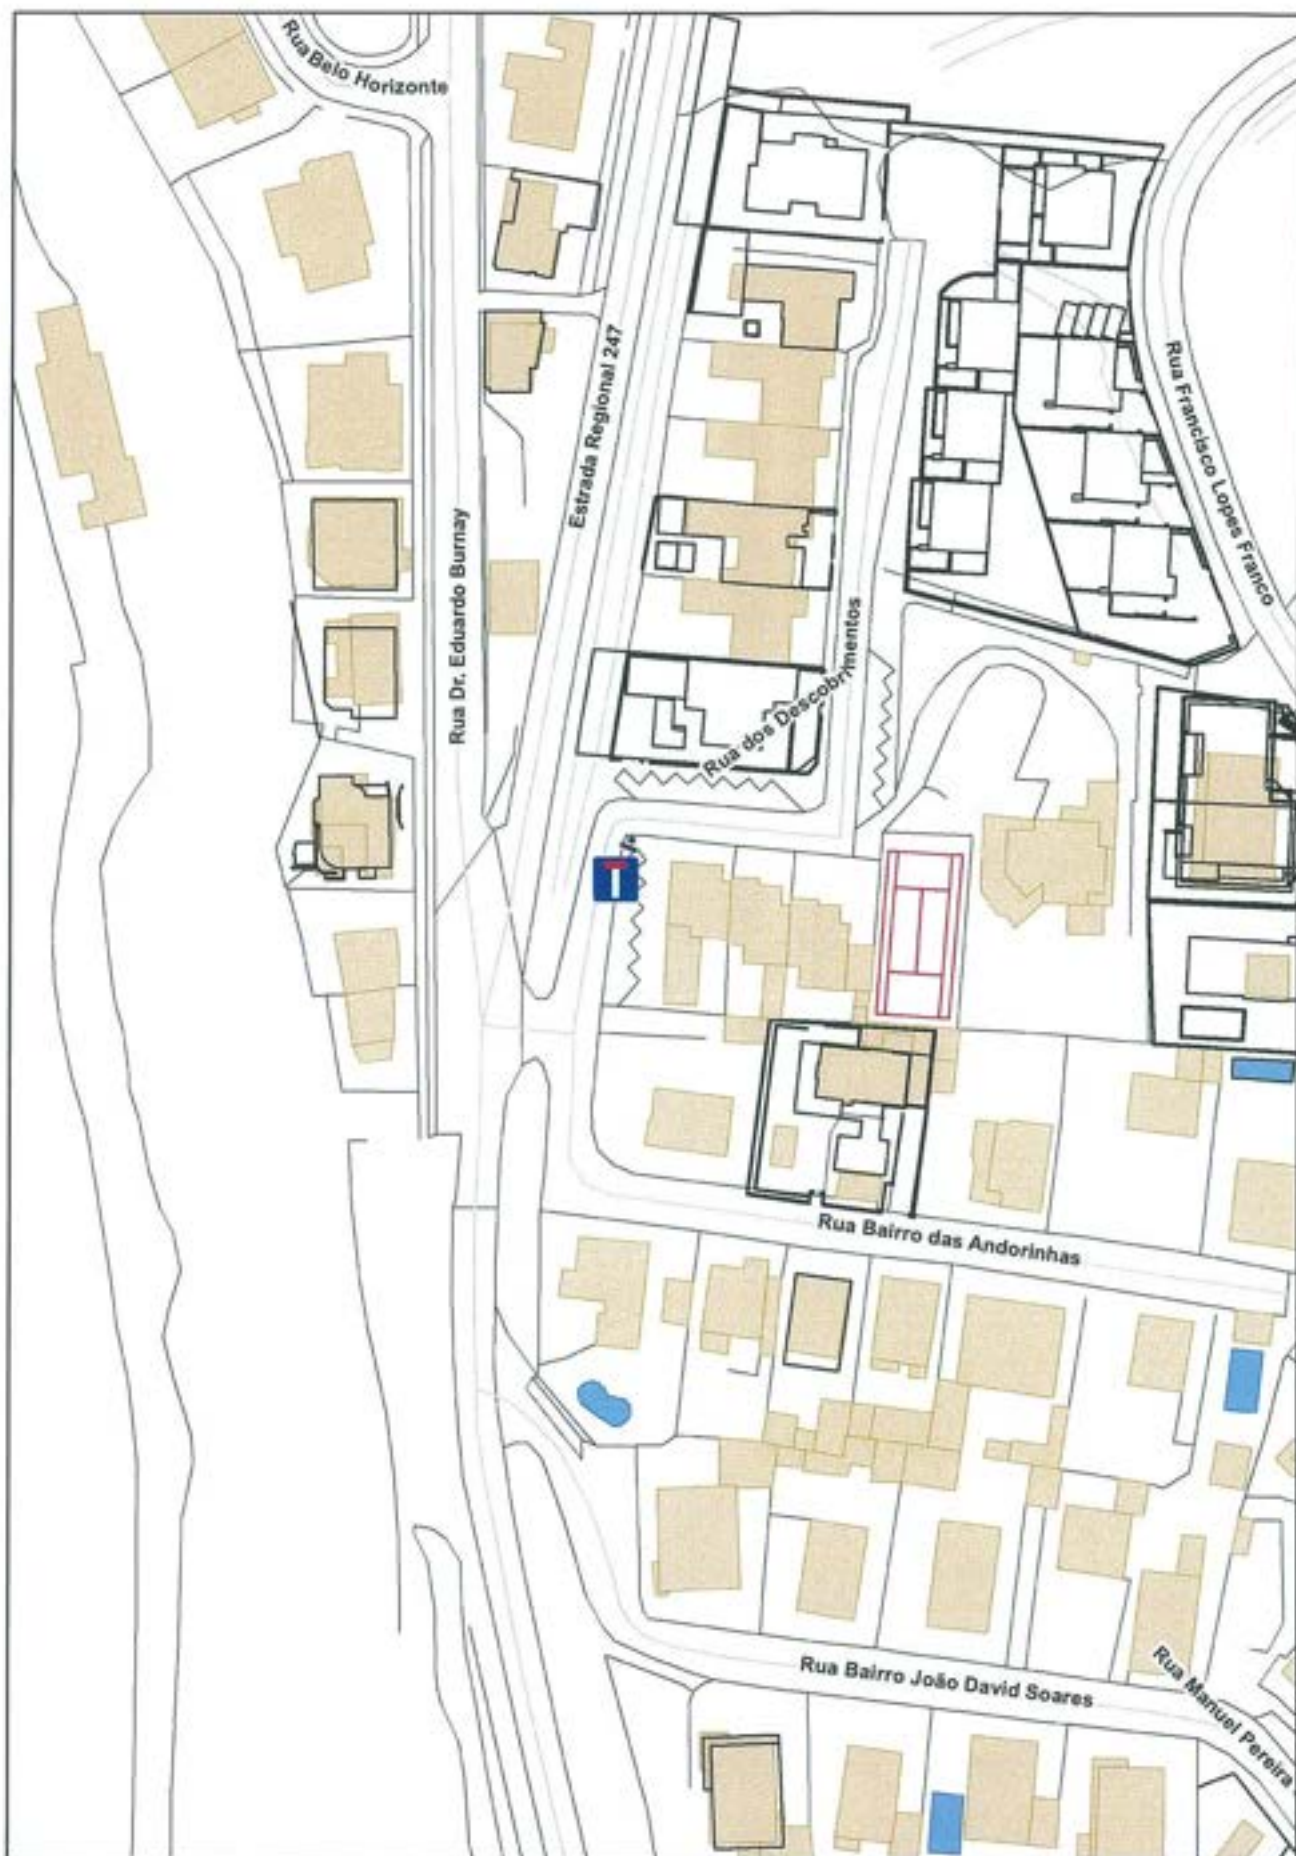 Rua Belo Horizonte
Estrada Regional 247
Rua Francisco Lopes Franco
Rua Dr. Eduardo Burnay
Rua dos Descobrimentos
Rua Bairro das Andorinhas
Rua Bairro João David Soares
Rua Manuel Pereira